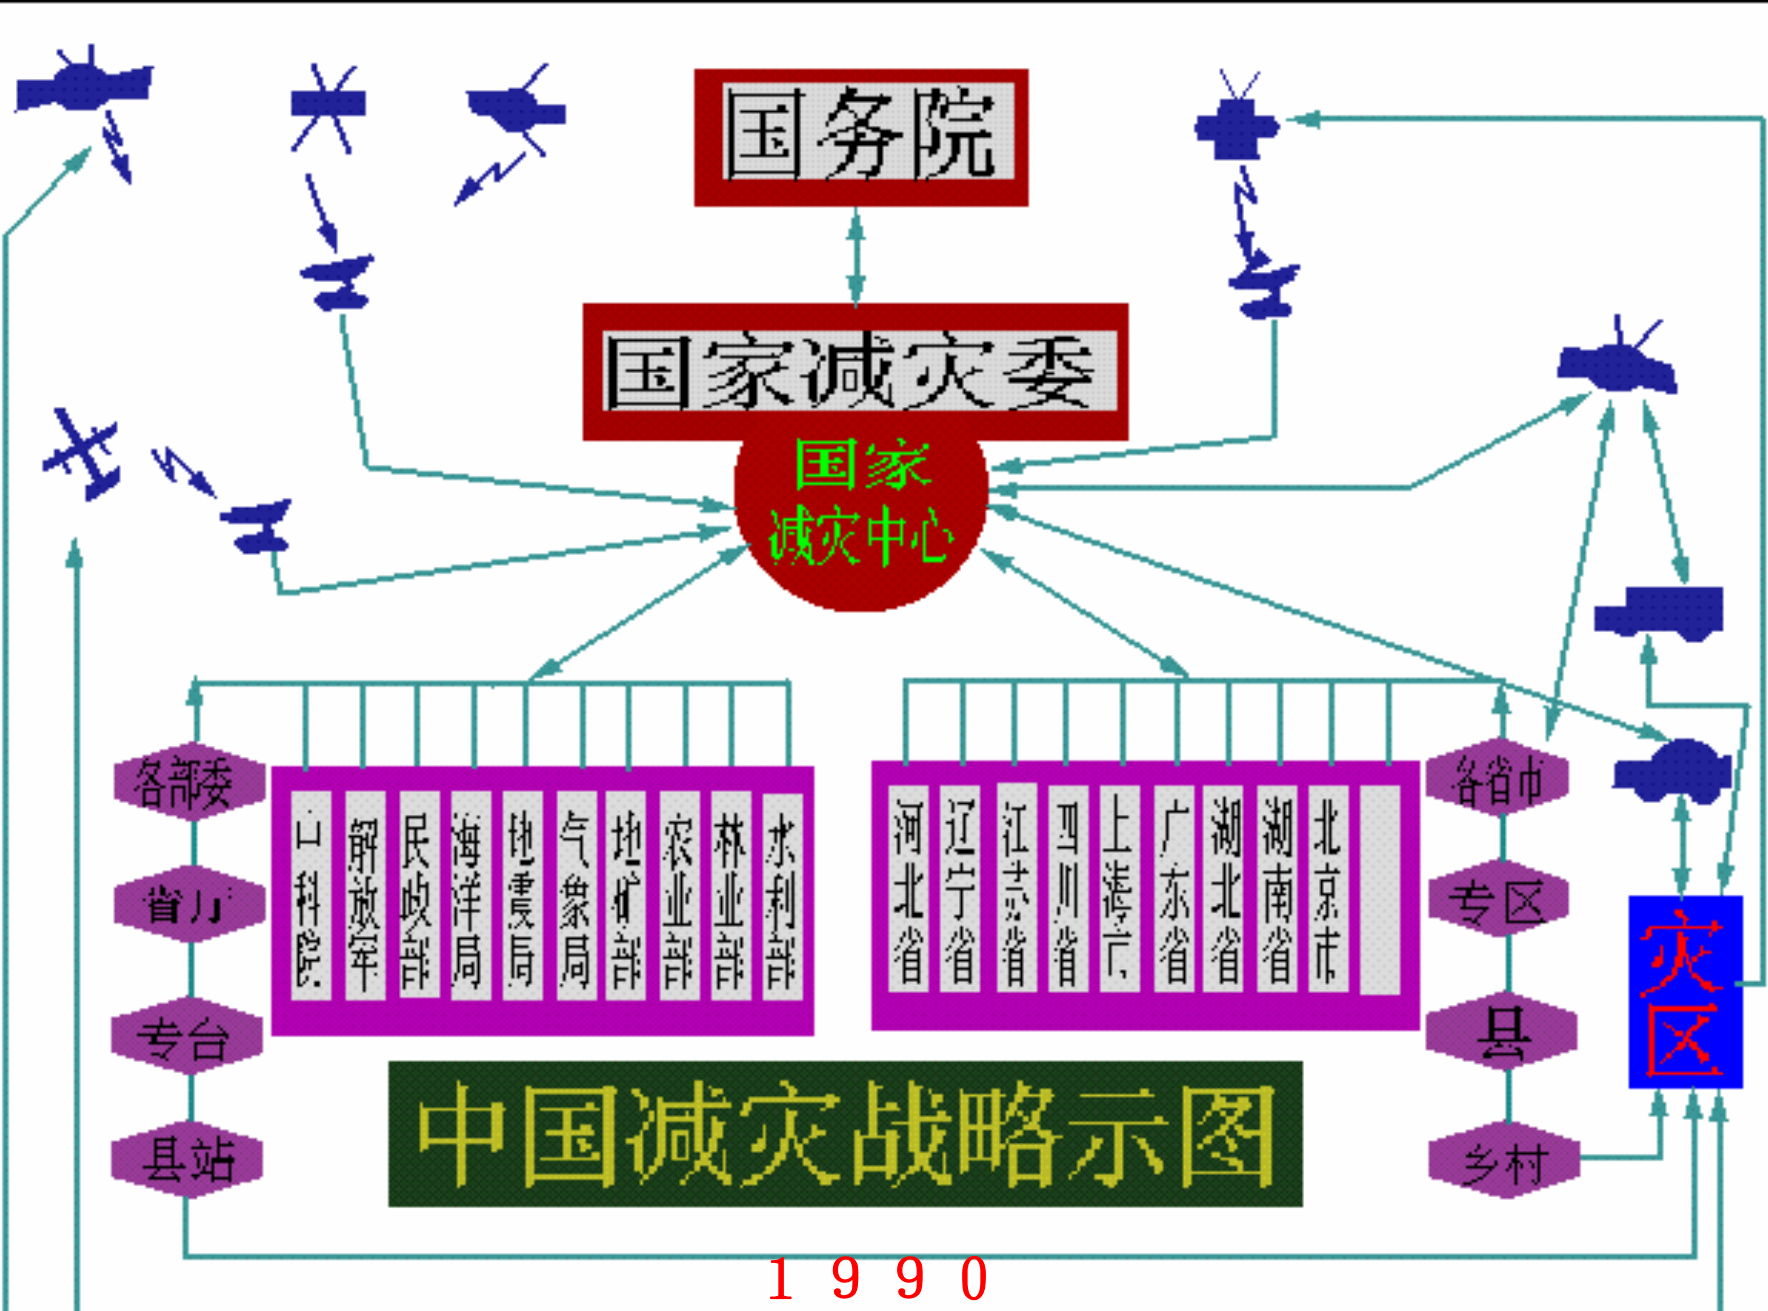 国务院
国家减灾委
国家
减灾中心
各部委
省厅
专台
县站
科院
解放军
民政部
海洋局
地震局
气象局
地矿部
农业部
林业部
水利部
河北省
辽宁省
江苏省
四川省
上海市
广东省
湖北省
湖南省
北京市
各省市
专区
县
乡村
灾区
中国减灾战略示图
1990